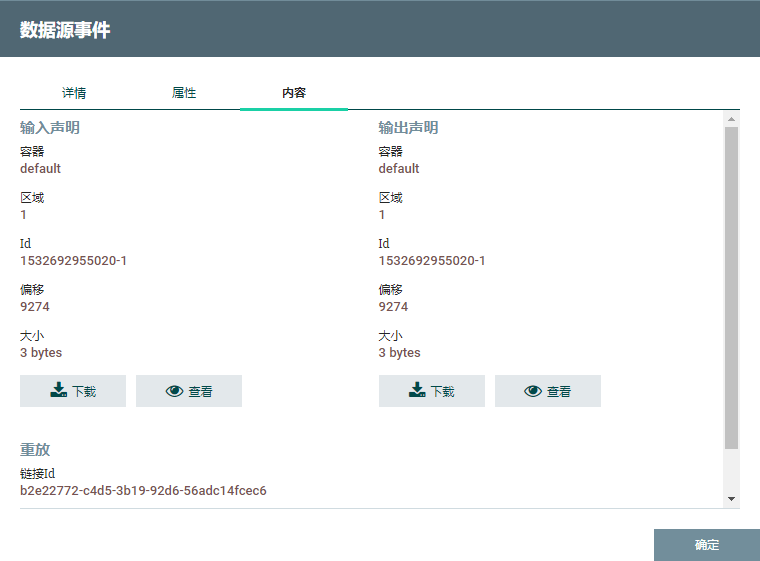 数据源事件
详情
属性
内容
输入声明
容器
default
区域
1
Id
1532692955020-1
偏移
9274
大小
3 bytes
下载
查看
输出声明
容器
default
区域
1
Id
1532692955020-1
偏移
9274
大小
3 bytes
下载
查看
重放
链接Id
b2e22772-c4d5-3b19-92d6-56adc14fcec6
确定